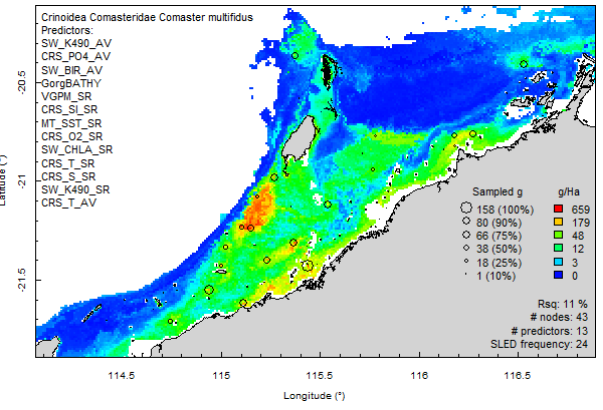 Crinoidea Comasteridae Comaster multifidus
Predictors:
SW_K490_AV
CRS_PO4_AV
SW_BIR_AV
GorgBATHY
VGPM_SR
CRS_SI_SR
MT_SST_SR
CRS_O2_SR
SW_CHLA_SR
CRS_T_SR
CRS_S_SR
SW_K490_SR
CRS_T_AV
-20.5
-21
-21.5
Latitude (°)
Sampled g g/Ha
158 (100%) 659
80 (90%) 179
66 (75%) 48
38 (50%) 12
18 (25%) 3
1 (10%) 0
Rsq: 11 %
# nodes: 43
# predictors: 13
SLED frequency: 24
114.5 115 115.5 116 116.5
Longitude (°)